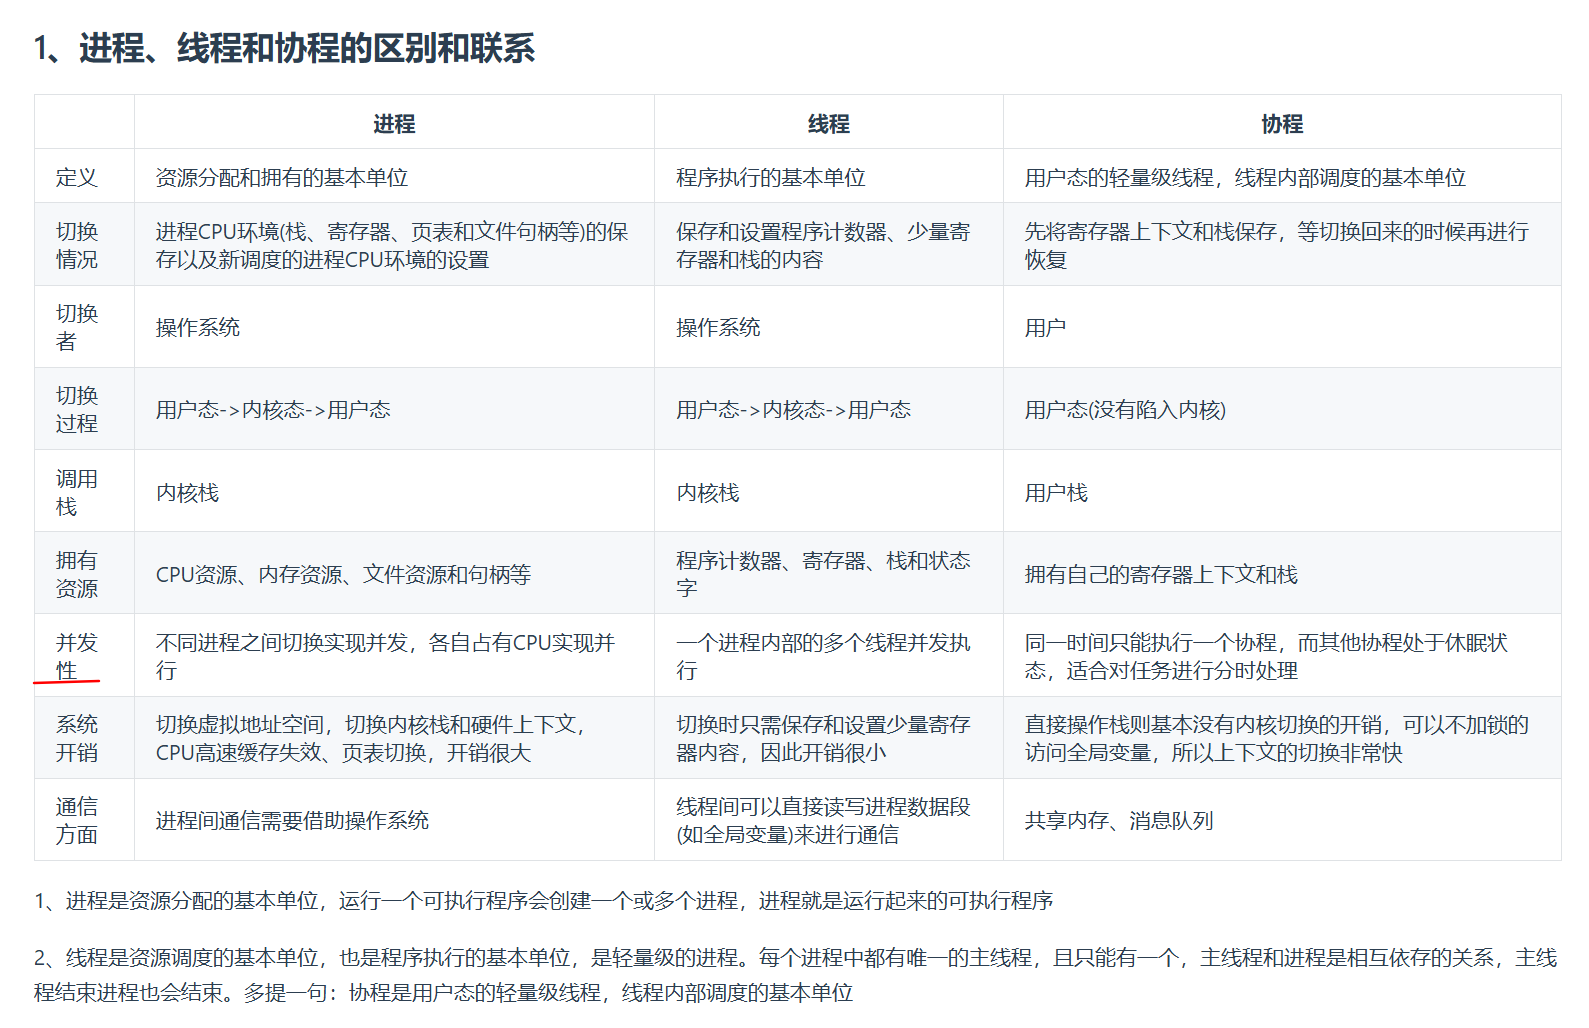 1、进程、线程和协程的区别和联系
进程 线程 协程
定义 资源分配和拥有的基本单位 程序执行的基本单位 用户态的轻量级线程，线程内部调度的基本单位
切换 进程CPU环境(栈、寄存器、页表和文件句柄等)的保 保存和设置程序计数器、少量寄 先将寄存器上下文和栈保存，等切换回来的时候再进行
情况 存以及新调度的进程CPU环境的设置 存器和栈的内容 恢复
切换
者 操作系统 操作系统 用户
切换
过程 用户态->内核态->用户态 用户态->内核态->用户态 用户态(没有陷入内核)
调用
栈 内核栈 内核栈 用户栈
拥有 程序计数器、寄存器、栈和状态
资源 CPU资源、内存资源、文件资源和句柄等 字 拥有自己的寄存器上下文和栈
并发 不同进程之间切换实现并发，各自占有CPU实现并 一个进程内部的多个线程并发执 同一时间只能执行一个协程，而其他协程处于休眠状
性 行 行 态，适合对任务进行分时处理
系统 切换虚拟地址空间，切换内核栈和硬件上下文， 切换时只需保存和设置少量寄存 直接操作栈则基本没有内核切换的开销，可以不加锁的
开销 CPU高速缓存失效、页表切换，开销很大 器内容，因此开销很小 访问全局变量，所以上下文的切换非常快
通信 线程间可以直接读写进程数据段
方面 进程间通信需要借助操作系统 (如全局变量)来进行通信 共享内存、消息队列
1、进程是资源分配的基本单位，运行一个可执行程序会创建一个或多个进程，进程就是运行起来的可执行程序
2、线程是资源调度的基本单位，也是程序执行的基本单位，是轻量级的进程。每个进程中都有唯一的主线程，且只能有一个，主线程和进程是相互依存的关系，主线
程结束进程也会结束。多提一句：协程是用户态的轻量级线程，线程内部调度的基本单位